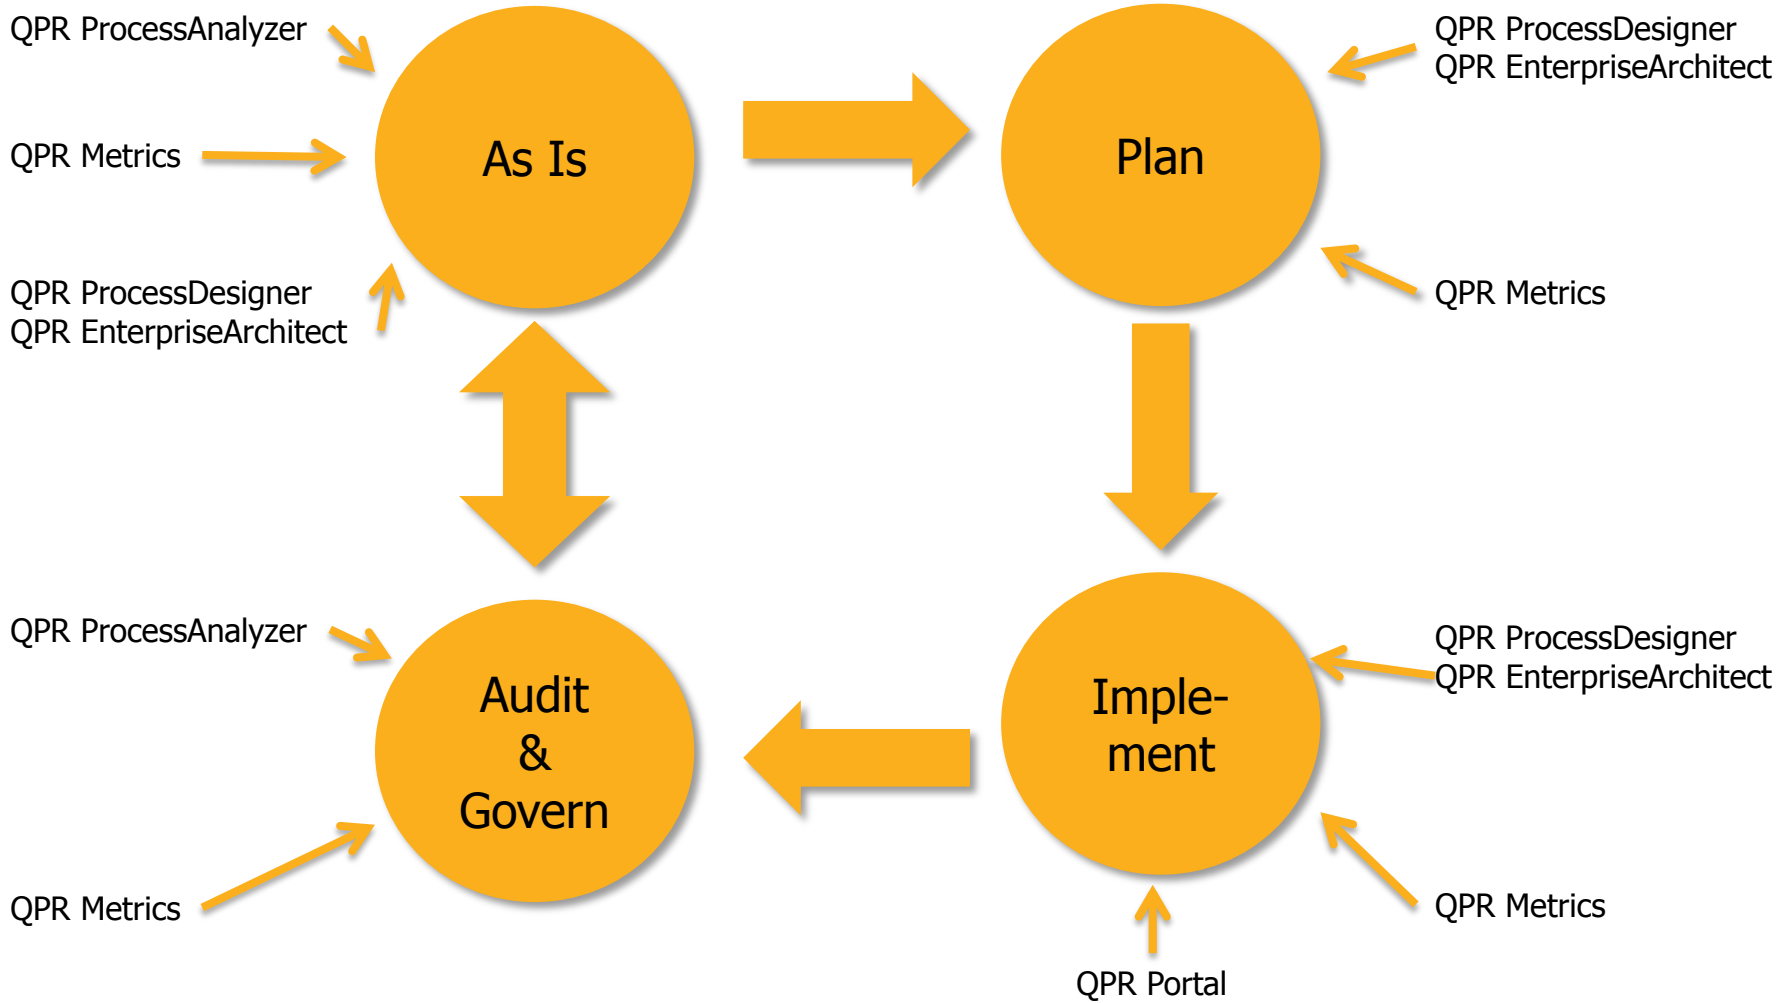 QPR ProcessAnalyzer
QPR Metrics
QPR ProcessDesigner
QPR EnterpriseArchitect
As Is
Plan
QPR ProcessDesigner
QPR EnterpriseArchitect
QPR Metrics
QPR ProcessAnalyzer
QPR Metrics
Audit
&
Govern
Imple-
ment
QPR ProcessDesigner
QPR EnterpriseArchitect
QPR Metrics
QPR Portal